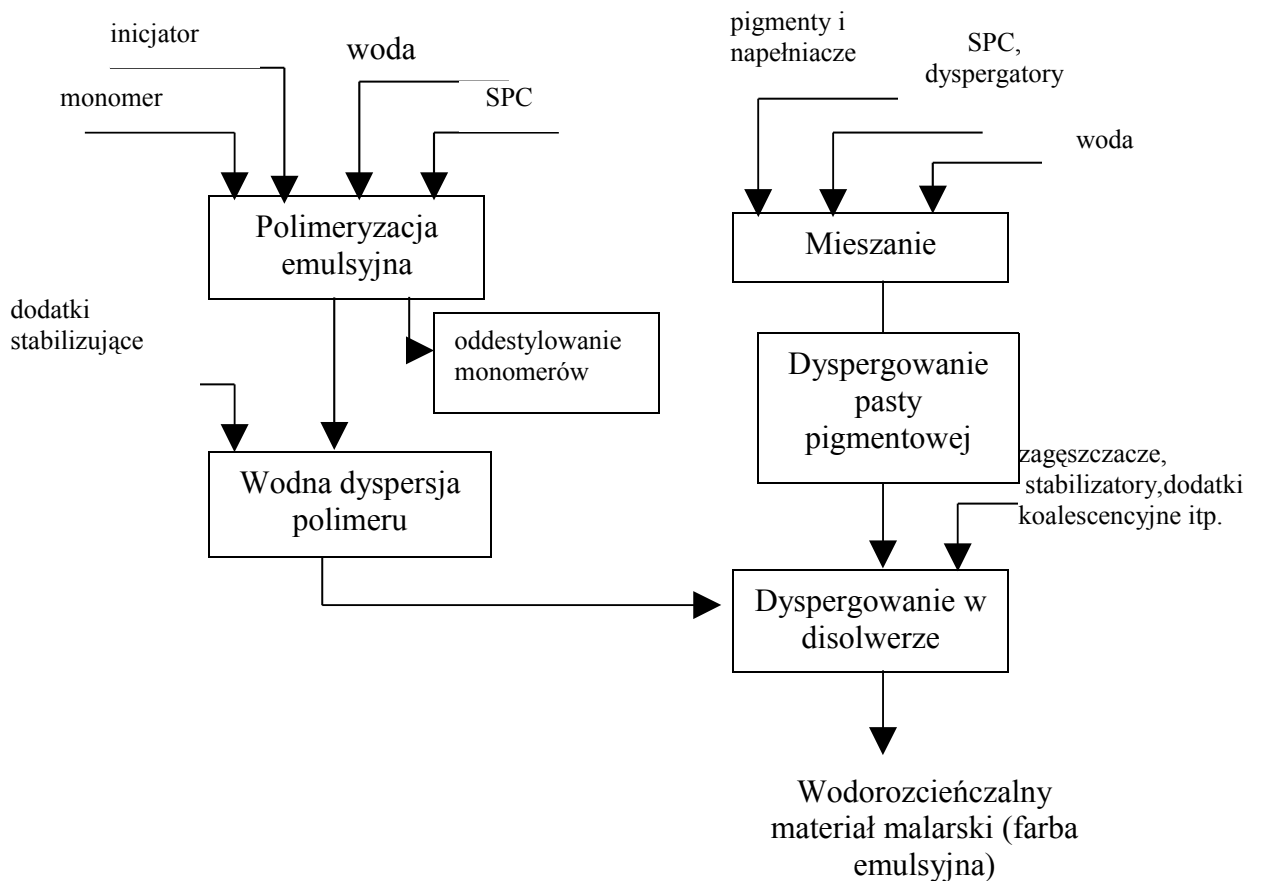 inicjator
woda
monomer
SPC
Polimeryzacja
emulsyjna
dodatki
stabilizujące
oddestylowanie
monomerów
Wodna dyspersja
polimeru
pigmenty i
napełniacze
SPC,
dyspergatory
woda
Mieszanie
Dyspergowanie
pasty
pigmentowej
zagęszczacze,
stabilizatory,dodatki
koalescencyjne itp.
Dyspergowanie w
disolwerze
Wodorozcieńczalny
materiał malarski (farba
emulsyjna)